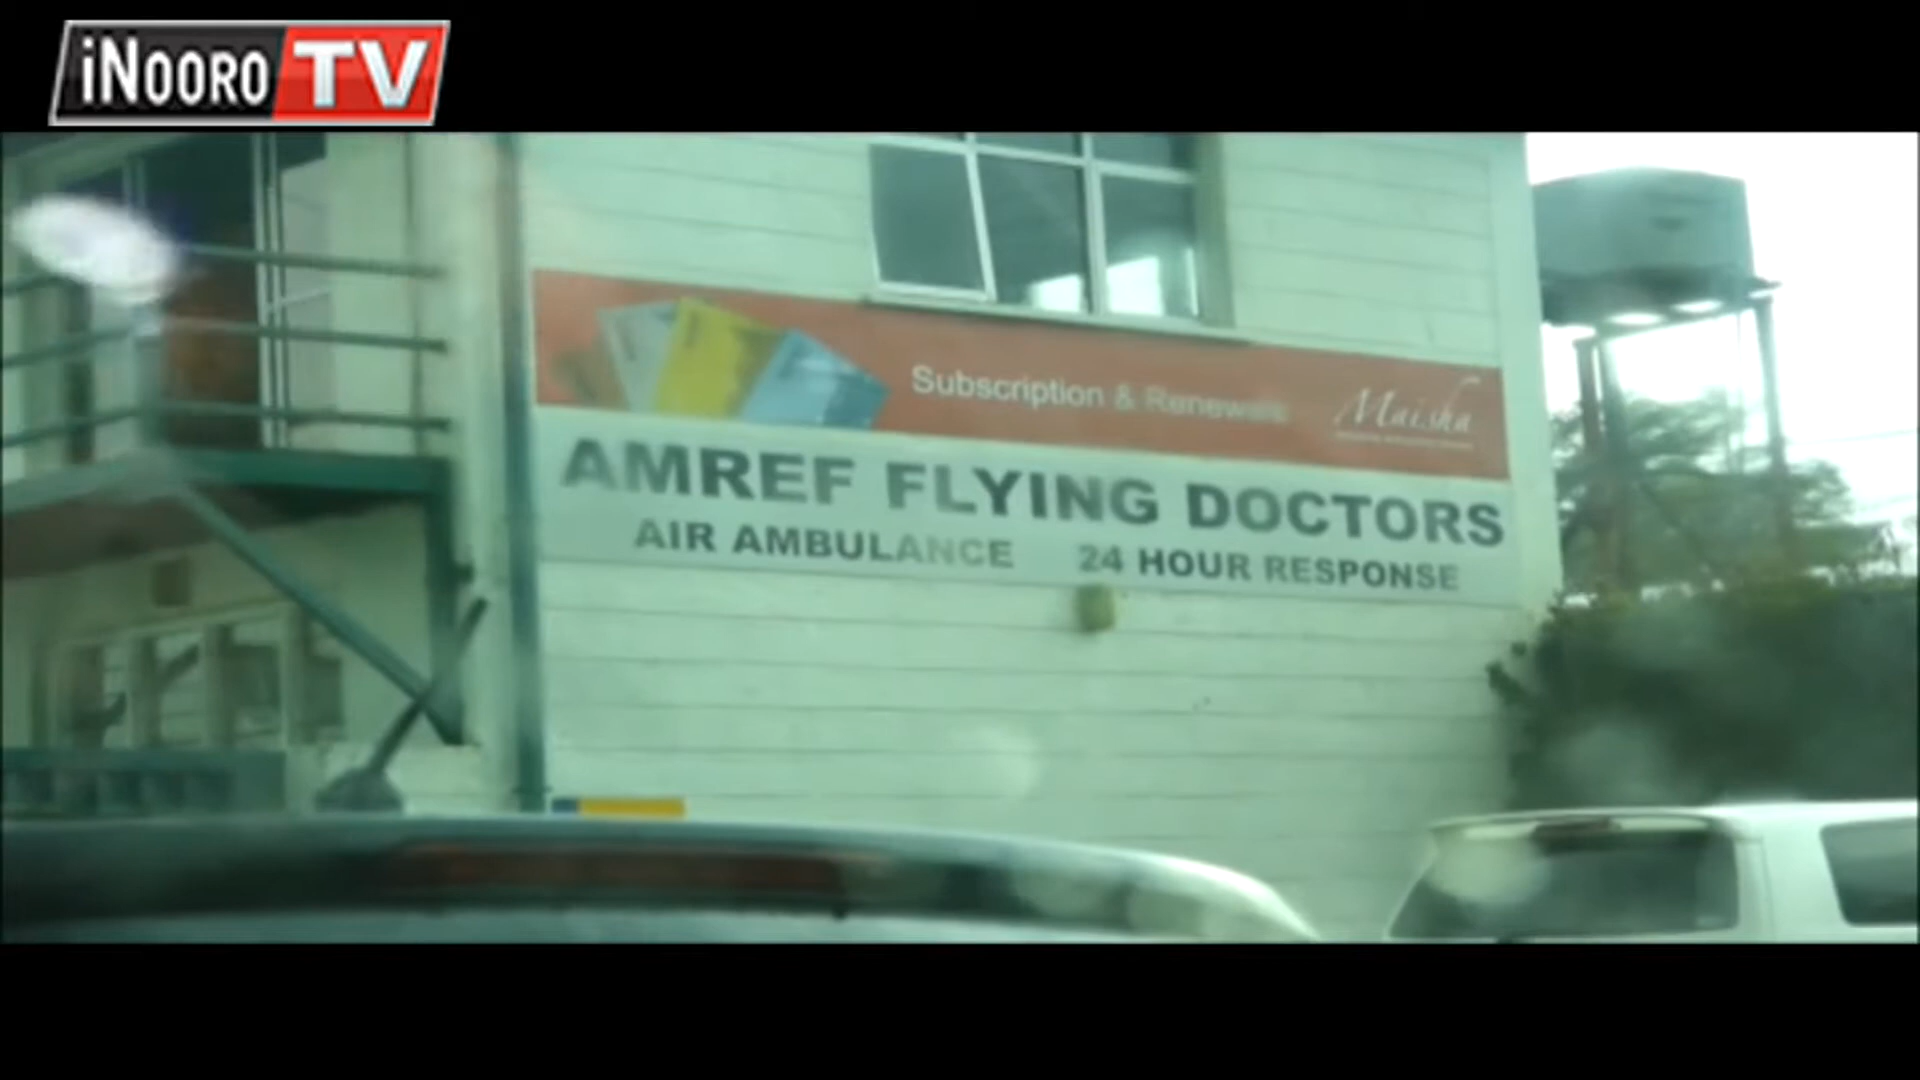 iNOORO TV
Subscription & Renewals
Maisha
AMREF FLYING DOCTORS
AIR AMBULANCE 24 HOUR RESPONSE